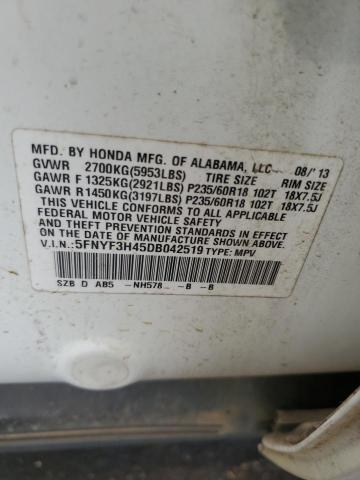 MFD. BY HONDA MFG. OF ALABAMA, LLC 08/'13
GVWR 2700KG(5953LBS) TIRE SIZE RIM SIZE
GAWR F 1325KG(2921LBS) P235/60R18 102T 18X7.5J
GAWR R1450KG(3197LBS) P235/60R18 102T 18X7.5J
THIS VEHICLE CONFORMS TO ALL APPLICABLE
FEDERAL MOTOR VEHICLE SAFETY AND
THEFT PREVENTION STANDARDS IN EFFECT
ON THE DATE OF MANUFACTURE SHOWN ABOVE.
V.I.N.:5FNYF3H45DB042519 TYPE: MPV
SZB D AB5 -NH578 -B -B